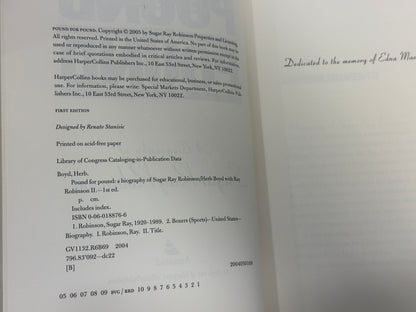 POUND FOR POUND. Copyright © 2005 by Sugar Ray Robinson Properties and Licensing.
All rights reserved. Printed in the United States of America. No part of this book may be
used or reproduced in any manner whatsoever without written permission except in the
case of brief quotations embodied in critical articles and reviews. For information,
address HarperCollins Publishers Inc., 10 East 53rd Street, New York, NY 10022.
HarperCollins books may be purchased for educational, business, or sales promotional
use. For information, please write: Special Markets Department, HarperCollins Pub-
lishers Inc., 10 East 53rd Street, New York, NY 10022.
FIRST EDITION
Designed by Renato Stanisic
Printed on acid-free paper
Library of Congress Cataloging-in-Publication Data
Boyd, Herb.
Pound for pound: a biography of Sugar Ray Robinson/Herb Boyd with Ray
Robinson II.—1st ed.
p. cm.
Includes index.
ISBN 0-06-018876-6
1. Robinson, Sugar Ray, 1920–1989. 2. Boxers (Sports)—United States—
Biography. I. Robinson, Ray. II. Title.
GV1132.R6B69 2004
796.83'092—dc22
[B]
05 06 07 08 09 BVG/RRD 10 9 8 7 6 5 4 3 2 1
Dedicated to the memory of Edna Mae